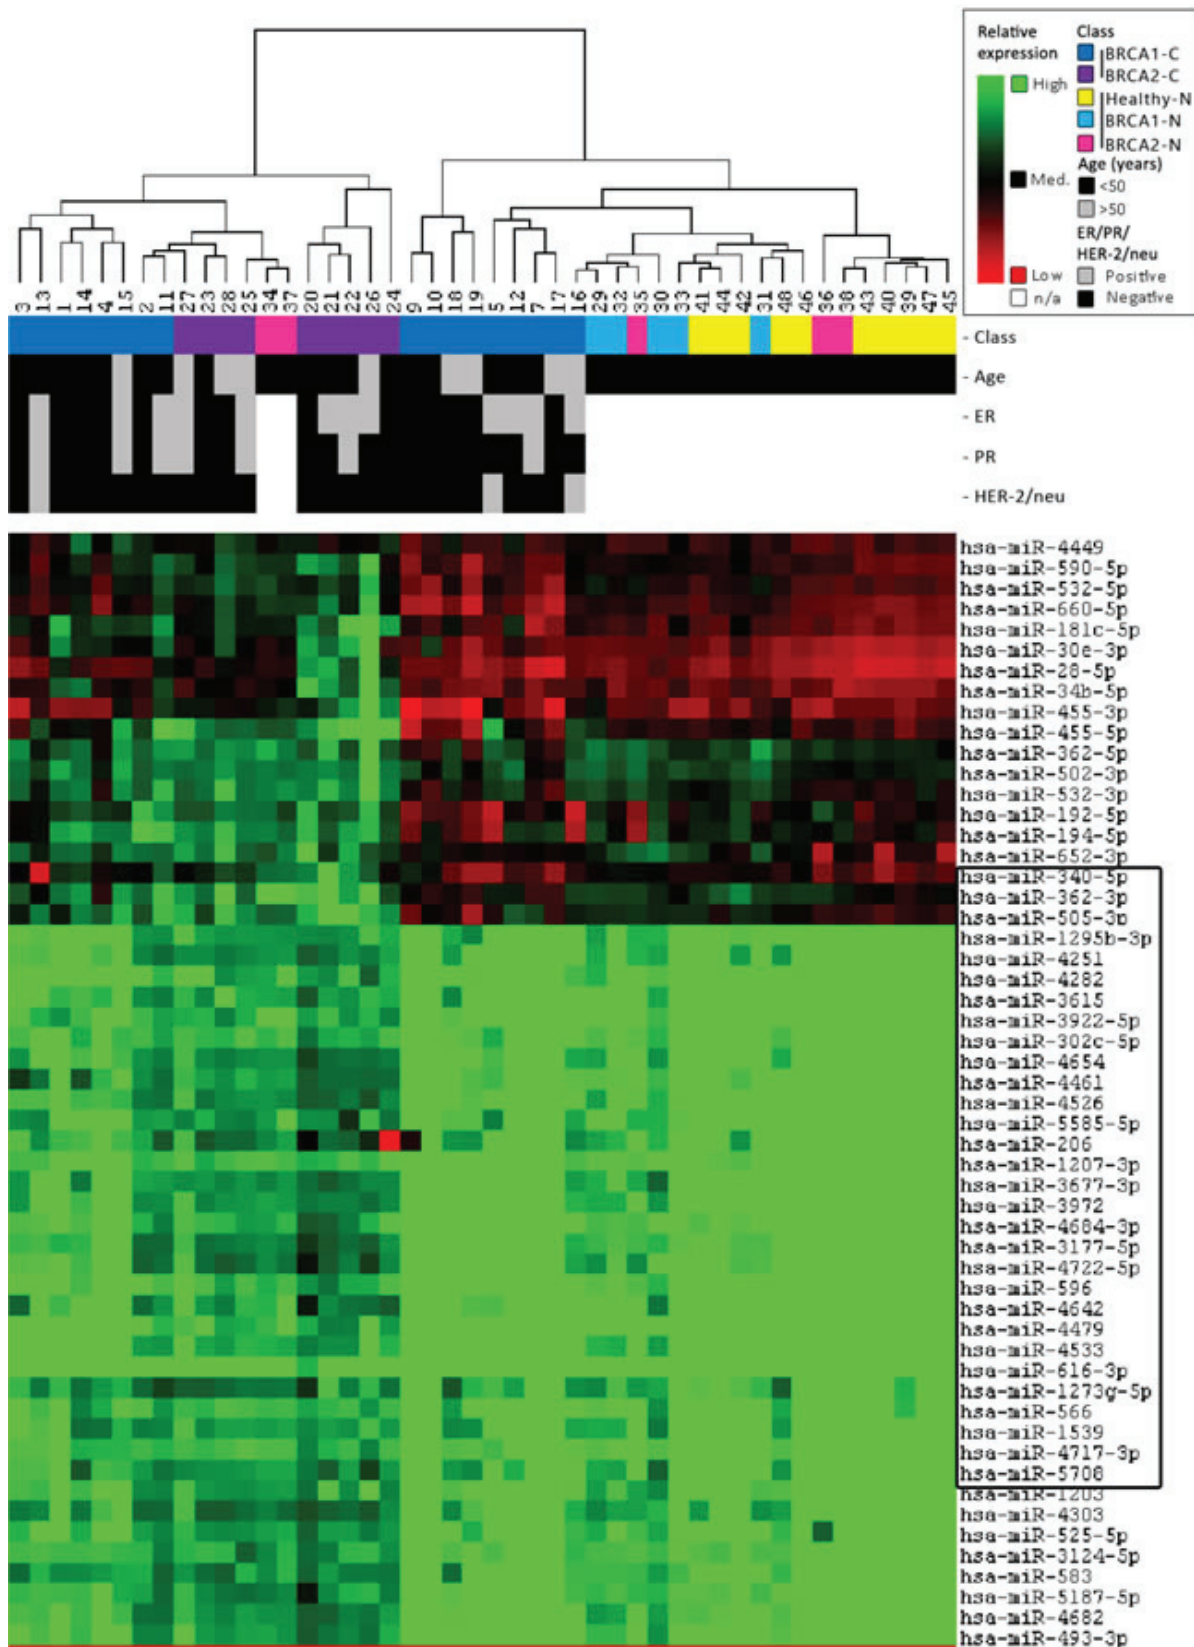 Relative expression
High
Med.
Low
n/a
Class
BRCA1-C
BRCA2-C
Healthy-N
BRCA1-N
BRCA2-N
Age (years)
<50
>50
ER/PR/
HER-2/neu
Positive
Negative
3 13 1 14 4 15 2 11 27 23 28 25 34 37 20 21 22 26 24 9 10 18 19 5 12 7 17 16 29 32 35 30 33 41 44 42 31 48 46 36 38 43 40 39 47 45
- Class
- Age
- ER
- PR
- HER-2/neu
hsa-miR-4449
hsa-miR-590-5p
hsa-miR-532-5p
hsa-miR-660-5p
hsa-miR-181c-5p
hsa-miR-30e-3p
hsa-miR-28-5p
hsa-miR-34b-5p
hsa-miR-455-3p
hsa-miR-455-5p
hsa-miR-362-5p
hsa-miR-502-3p
hsa-miR-532-3p
hsa-miR-192-5p
hsa-miR-194-5p
hsa-miR-652-3p
hsa-miR-340-5p
hsa-miR-362-3p
hsa-miR-505-3p
hsa-miR-1295b-3p
hsa-miR-4251
hsa-miR-4282
hsa-miR-3615
hsa-miR-3922-5p
hsa-miR-302c-5p
hsa-miR-4654
hsa-miR-4461
hsa-miR-4526
hsa-miR-5585-5p
hsa-miR-206
hsa-miR-1207-3p
hsa-miR-3677-3p
hsa-miR-3972
hsa-miR-4684-3p
hsa-miR-3177-5p
hsa-miR-4722-5p
hsa-miR-596
hsa-miR-4642
hsa-miR-4479
hsa-miR-4533
hsa-miR-616-3p
hsa-miR-1273g-5p
hsa-miR-566
hsa-miR-1539
hsa-miR-4717-3p
hsa-miR-5708
hsa-miR-1203
hsa-miR-4303
hsa-miR-525-5p
hsa-miR-3124-5p
hsa-miR-583
hsa-miR-5187-5p
hsa-miR-4682
hsa-miR-493-3p